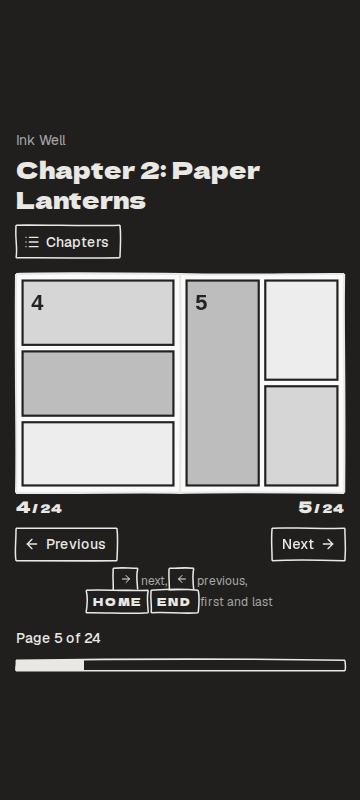 Ink Well
Chapter 2: Paper
Lanterns
Chapters
4 5
4/24 5/24
← Previous Next →
→ next, ← previous,
HOME END first and last
Page 5 of 24